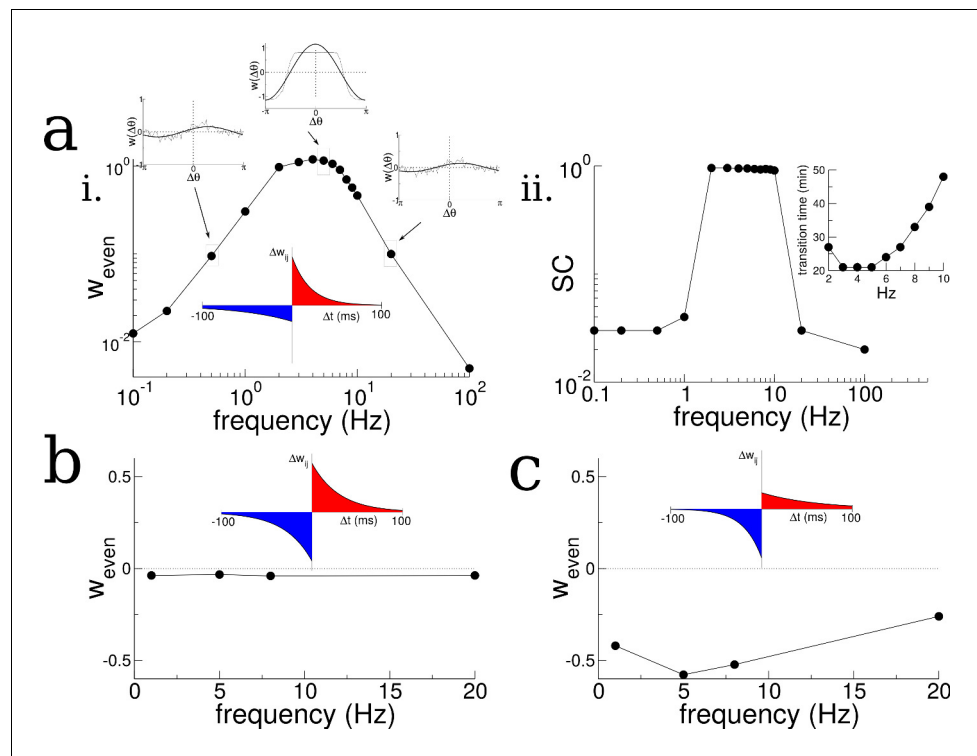 a
i.
w(Δθ)
1
0
-1
-π
0
π
Δθ
w(Δθ)
1
0
-1
-π
0
π
Δθ
w(Δθ)
1
0
-1
-π
0
π
Δθ
w_even
10^0
10^-2
10^-1
10^0
10^1
10^2
frequency (Hz)
Δw_ij
-100
Δt (ms)
100
ii.
SC
10^0
10^-2
0.1
1
10
100
frequency (Hz)
transition time (min)
50
40
30
20
2
4
6
8
10
Hz
b
w_even
0.5
0
-0.5
0
5
10
15
20
frequency (Hz)
Δw_ij
-100
Δt (ms)
100
c
w_even
0.5
0
-0.5
0
5
10
15
20
frequency (Hz)
Δw_ij
-100
Δt (ms)
100